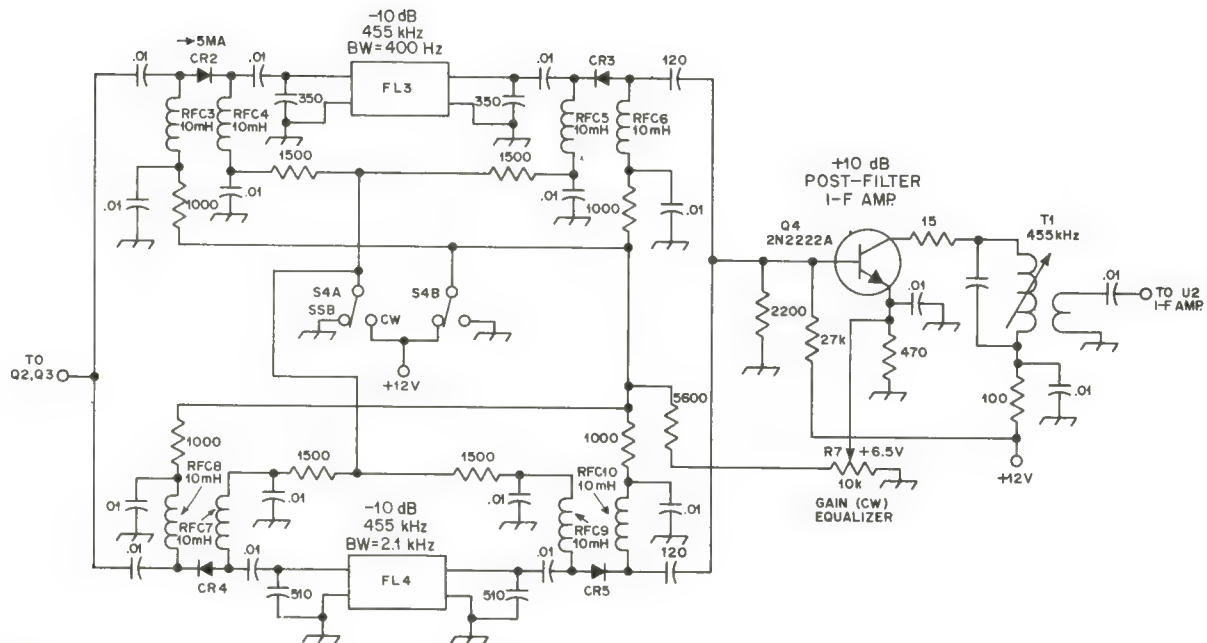 -10 dB
455 kHz
BW=400 Hz
→5MA
.01
CR2
.01
FL3
.01
CR3
120
350
350
RFC3
10mH
RFC4
10mH
RFC5
10mH
RFC6
10mH
1500
1500
.01
1000
.01
.01
1000
.01
+10 dB
POST-FILTER
I-F AMP.
Q4
2N2222A
15
T1
455kHz
.01
TO U2
I-F AMP.
.01
2200
27k
470
100
.01
S4A
S4B
SSB
CW
+12V
TO
Q2,Q3
5600
1000
1000
RFC8
10mH
1500
1500
RFC10
10mH
R7
+6.5V
10k
+12V
GAIN (CW)
EQUALIZER
.01
.01
.01
.01
RFC7
10mH
RFC9
10mH
-10 dB
455 kHz
BW=2.1 kHz
.01
CR4
.01
FL4
.01
CR5
120
510
510